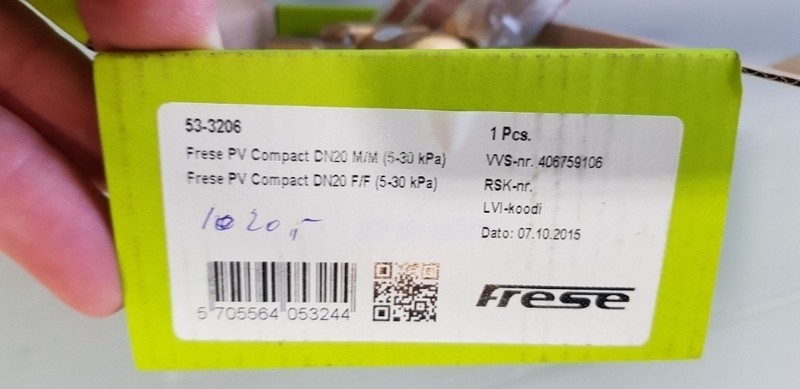 53-3206
Frese PV Compact DN20 M/M (5-30 kPa)
Frese PV Compact DN20 F/F (5-30 kPa)
1020,-
5 705564 053244
1 Pcs.
VVS-nr. 406759106
RSK-nr.
LVI-koodi
Dato: 07.10.2015
Frese